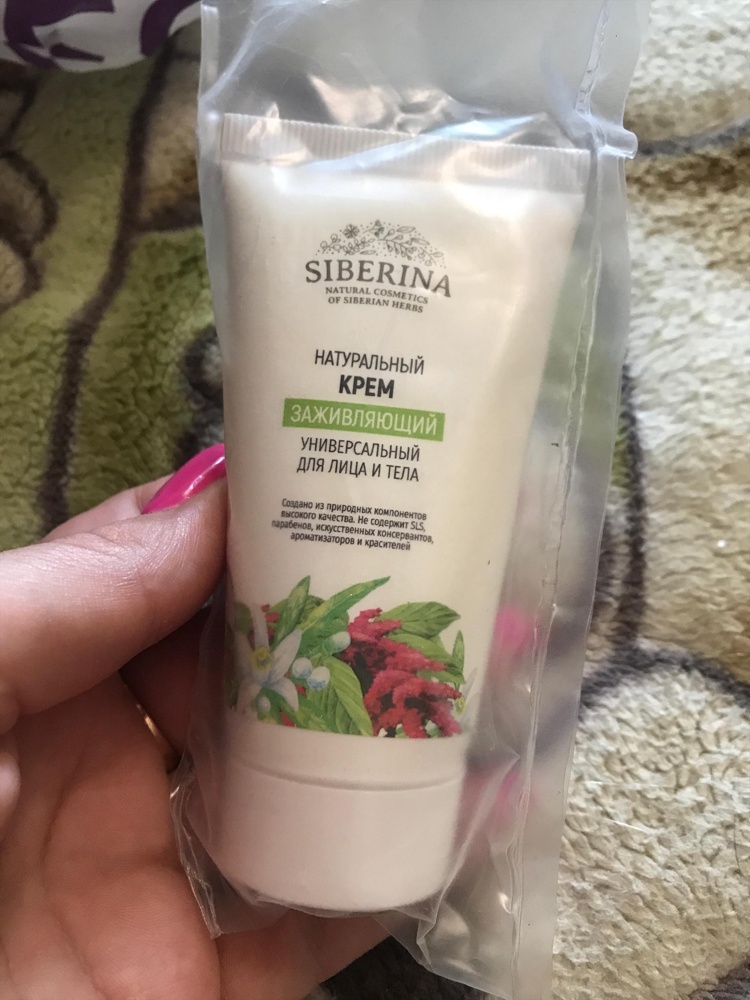 SIBERINA
NATURAL COSMETICS
OF SIBERIAN HERBS
НАТУРАЛЬНЫЙ
КРЕМ
ЗАЖИВЛЯЮЩИЙ
УНИВЕРСАЛЬНЫЙ
ДЛЯ ЛИЦА И ТЕЛА
Создано из природных компонентов
высокого качества. Не содержит SLS,
парабенов, искусственных консервантов,
ароматизаторов и красителей